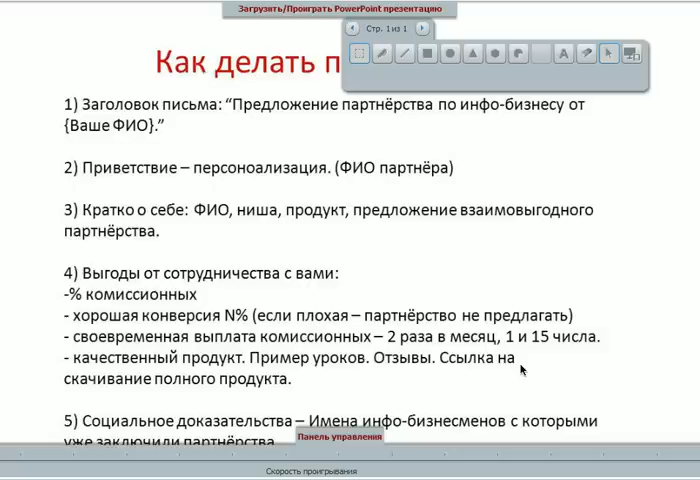 Загрузить/Проиграть PowerPoint презентацию
Стр. 1 из 1
Как делать п
1) Заголовок письма: “Предложение партнёрства по инфо-бизнесу от
{Ваше ФИО}.”
2) Приветствие – персоноализация. (ФИО партнёра)
3) Кратко о себе: ФИО, ниша, продукт, предложение взаимовыгодного
партнёрства.
4) Выгоды от сотрудничества с вами:
-% комиссионных
- хорошая конверсия N% (если плохая – партнёрство не предлагать)
- своевременная выплата комиссионных – 2 раза в месяц, 1 и 15 числа.
- качественный продукт. Пример уроков. Отзывы. Ссылка на
скачивание полного продукта.
5) Социальное доказательства – Имена инфо-бизнесменов с которыми
уже заключили партнёрства
Панель управления
Скорость проигрывания